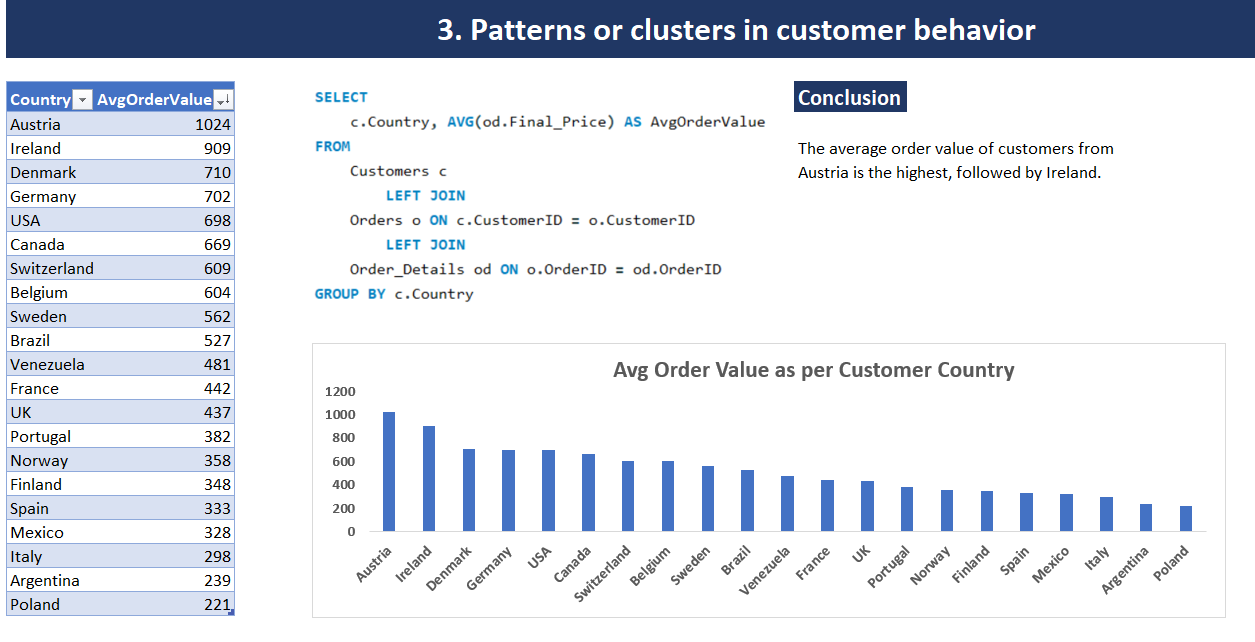 3. Patterns or clusters in customer behavior
Country AvgOrderValue
Austria 1024
Ireland 909
Denmark 710
Germany 702
USA 698
Canada 669
Switzerland 609
Belgium 604
Sweden 562
Brazil 527
Venezuela 481
France 442
UK 437
Portugal 382
Norway 358
Finland 348
Spain 333
Mexico 328
Italy 298
Argentina 239
Poland 221
SELECT
c.Country, AVG(od.Final_Price) AS AvgOrderValue
FROM
Customers c
LEFT JOIN
Orders o ON c.CustomerID = o.CustomerID
LEFT JOIN
Order_Details od ON o.OrderID = od.OrderID
GROUP BY c.Country
Conclusion
The average order value of customers from
Austria is the highest, followed by Ireland.
Avg Order Value as per Customer Country
1200
1000
800
600
400
200
0
Austria
Ireland
Denmark
Germany
USA
Canada
Switzerland
Belgium
Sweden
Brazil
Venezuela
France
UK
Portugal
Norway
Finland
Spain
Mexico
Italy
Argentina
Poland